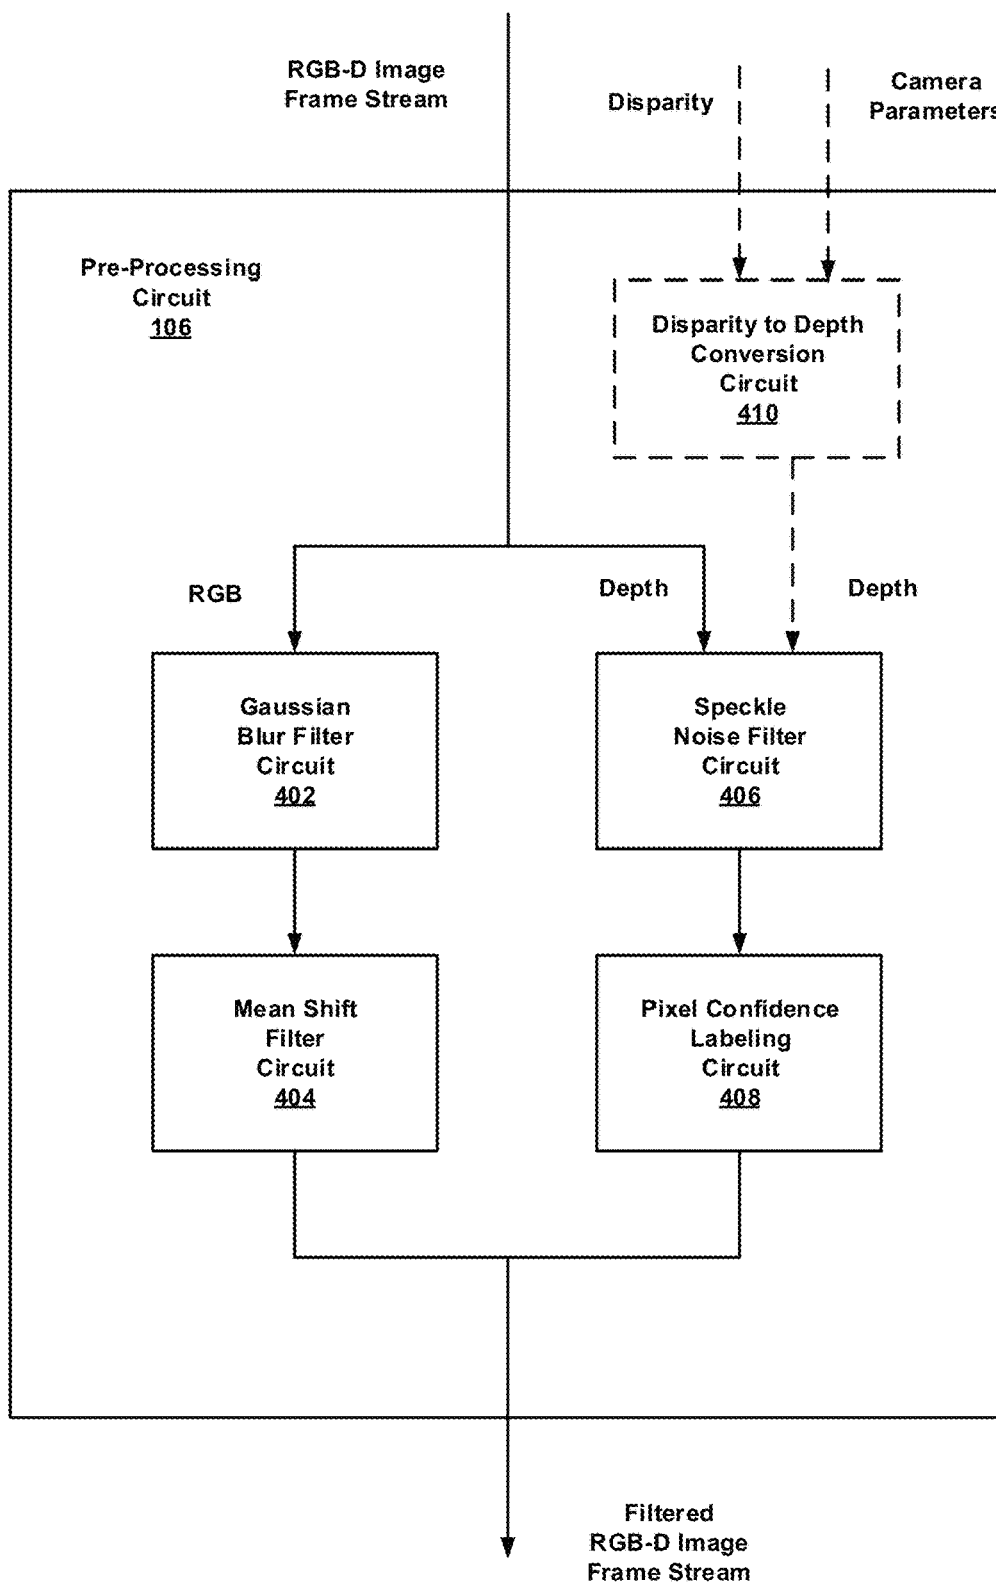 RGB-D Image
Frame Stream
Disparity
Camera
Parameters
Pre-Processing
Circuit
106
Disparity to Depth
Conversion
Circuit
410
RGB
Depth
Depth
Gaussian
Blur Filter
Circuit
402
Speckle
Noise Filter
Circuit
406
Mean Shift
Filter
Circuit
404
Pixel Confidence
Labeling
Circuit
408
Filtered
RGB-D Image
Frame Stream